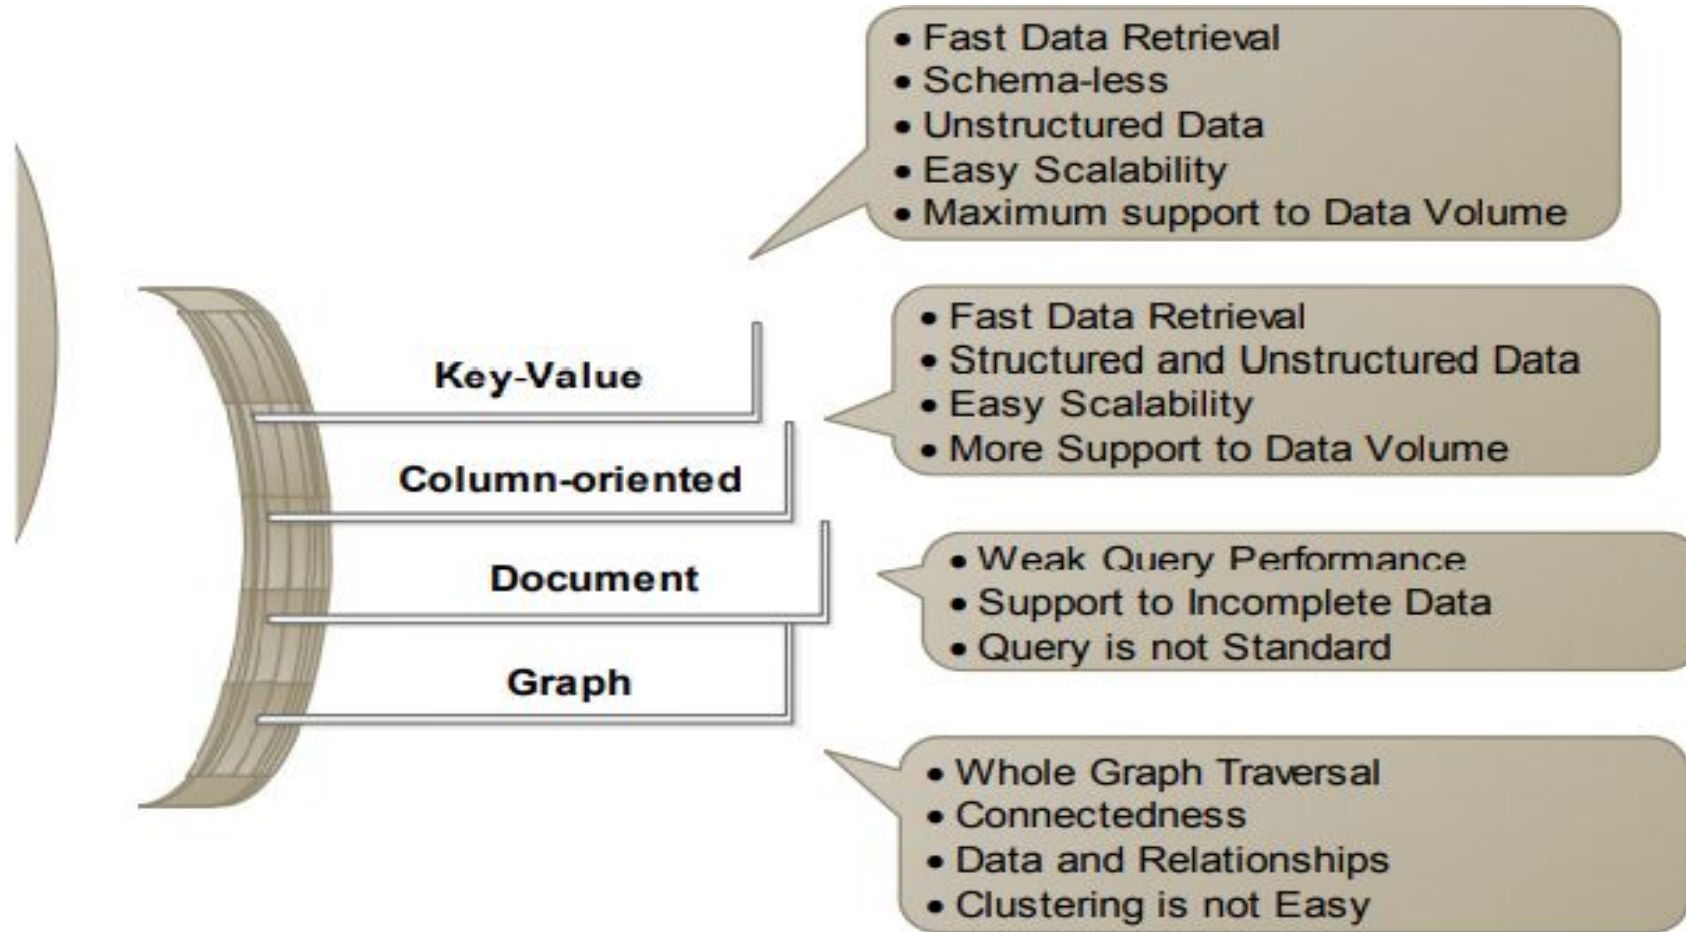 • Fast Data Retrieval
• Schema-less
• Unstructured Data
• Easy Scalability
• Maximum support to Data Volume
Key-Value
• Fast Data Retrieval
• Structured and Unstructured Data
• Easy Scalability
• More Support to Data Volume
Column-oriented
• Weak Query Performance
• Support to Incomplete Data
• Query is not Standard
Document
• Whole Graph Traversal
• Connectedness
• Data and Relationships
• Clustering is not Easy
Graph